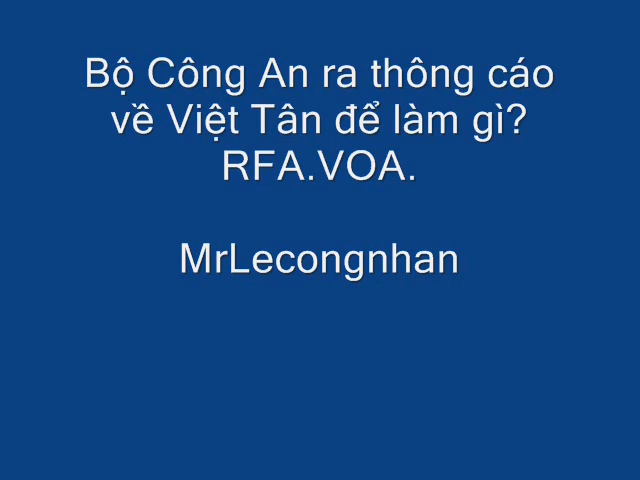 Bộ Công An ra thông cáo
về Việt Tân để làm gì?
RFA.VOA.
MrLecongnhan